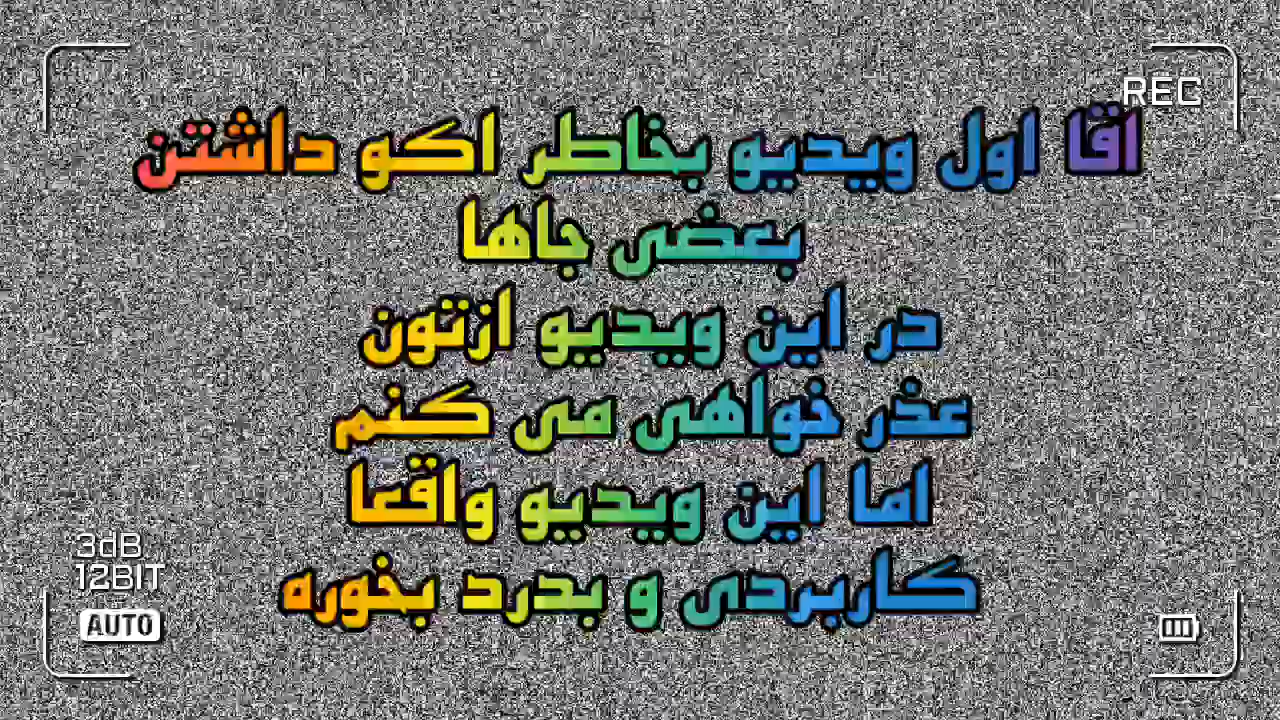 REC
اقا اول ویدیو بخاطر اکو داشتن
بعضی جاها
در این ویدیو ازتون
عذر خواهی می کنم
اما این ویدیو واقعا
کاربردی و بدرد بخوره
3dB
12BIT
AUTO